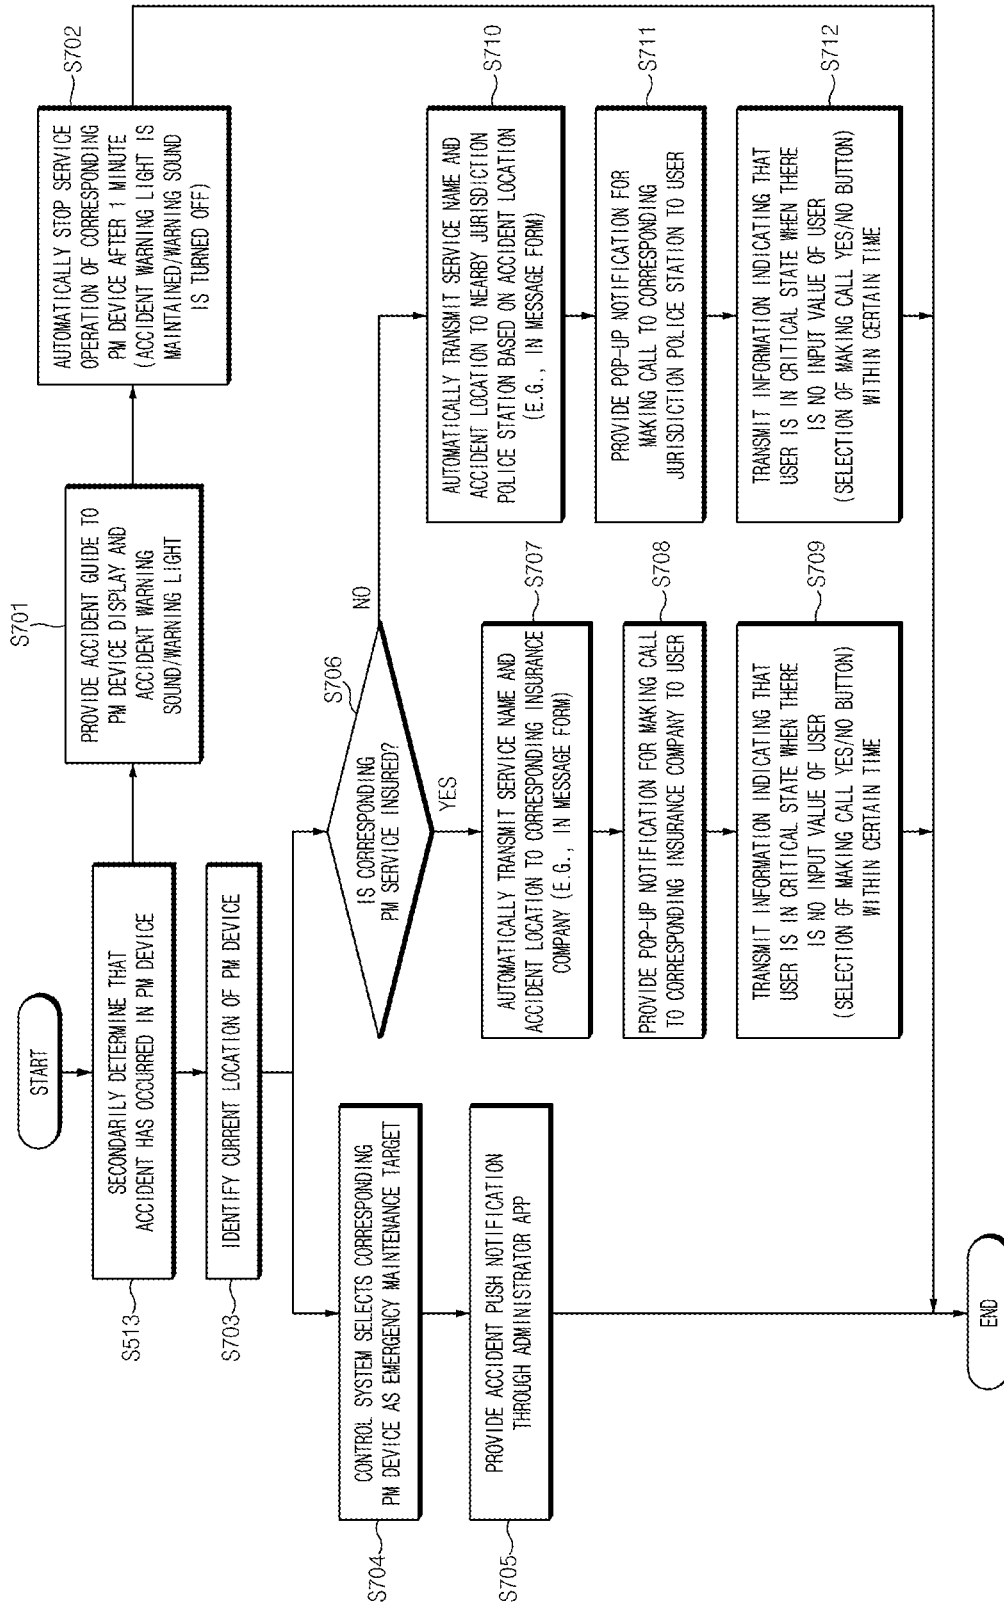 START
SECONDARILY DETERMINE THAT
ACCIDENT HAS OCCURRED IN PM DEVICE
S513
PROVIDE ACCIDENT GUIDE TO
PM DEVICE DISPLAY AND
ACCIDENT WARNING
SOUND/WARNING LIGHT
S701
AUTOMATICALLY STOP SERVICE
OPERATION OF CORRESPONDING
PM DEVICE AFTER 1 MINUTE
(ACCIDENT WARNING LIGHT IS
MAINTAINED/WARNING SOUND
IS TURNED OFF)
S702
IDENTIFY CURRENT LOCATION OF PM DEVICE
S703
CONTROL SYSTEM SELECTS CORRESPONDING
PM DEVICE AS EMERGENCY MAINTENANCE TARGET
S704
PROVIDE ACCIDENT PUSH NOTIFICATION
THROUGH ADMINISTRATOR APP
S705
IS CORRESPONDING
PM SERVICE INSURED?
S706
YES
NO
AUTOMATICALLY TRANSMIT SERVICE NAME AND
ACCIDENT LOCATION TO CORRESPONDING INSURANCE
COMPANY (E.G., IN MESSAGE FORM)
S707
PROVIDE POP-UP NOTIFICATION FOR MAKING CALL
TO CORRESPONDING INSURANCE COMPANY TO USER
S708
TRANSMIT INFORMATION INDICATING THAT
USER IS IN CRITICAL STATE WHEN THERE
IS NO INPUT VALUE OF USER
(SELECTION OF MAKING CALL YES/NO BUTTON)
WITHIN CERTAIN TIME
S709
AUTOMATICALLY TRANSMIT SERVICE NAME AND
ACCIDENT LOCATION TO NEARBY JURISDICTION
POLICE STATION BASED ON ACCIDENT LOCATION
(E.G., IN MESSAGE FORM)
S710
PROVIDE POP-UP NOTIFICATION FOR
MAKING CALL TO CORRESPONDING
JURISDICTION POLICE STATION TO USER
S711
TRANSMIT INFORMATION INDICATING THAT
USER IS IN CRITICAL STATE WHEN THERE
IS NO INPUT VALUE OF USER
(SELECTION OF MAKING CALL YES/NO BUTTON)
WITHIN CERTAIN TIME
S712
END